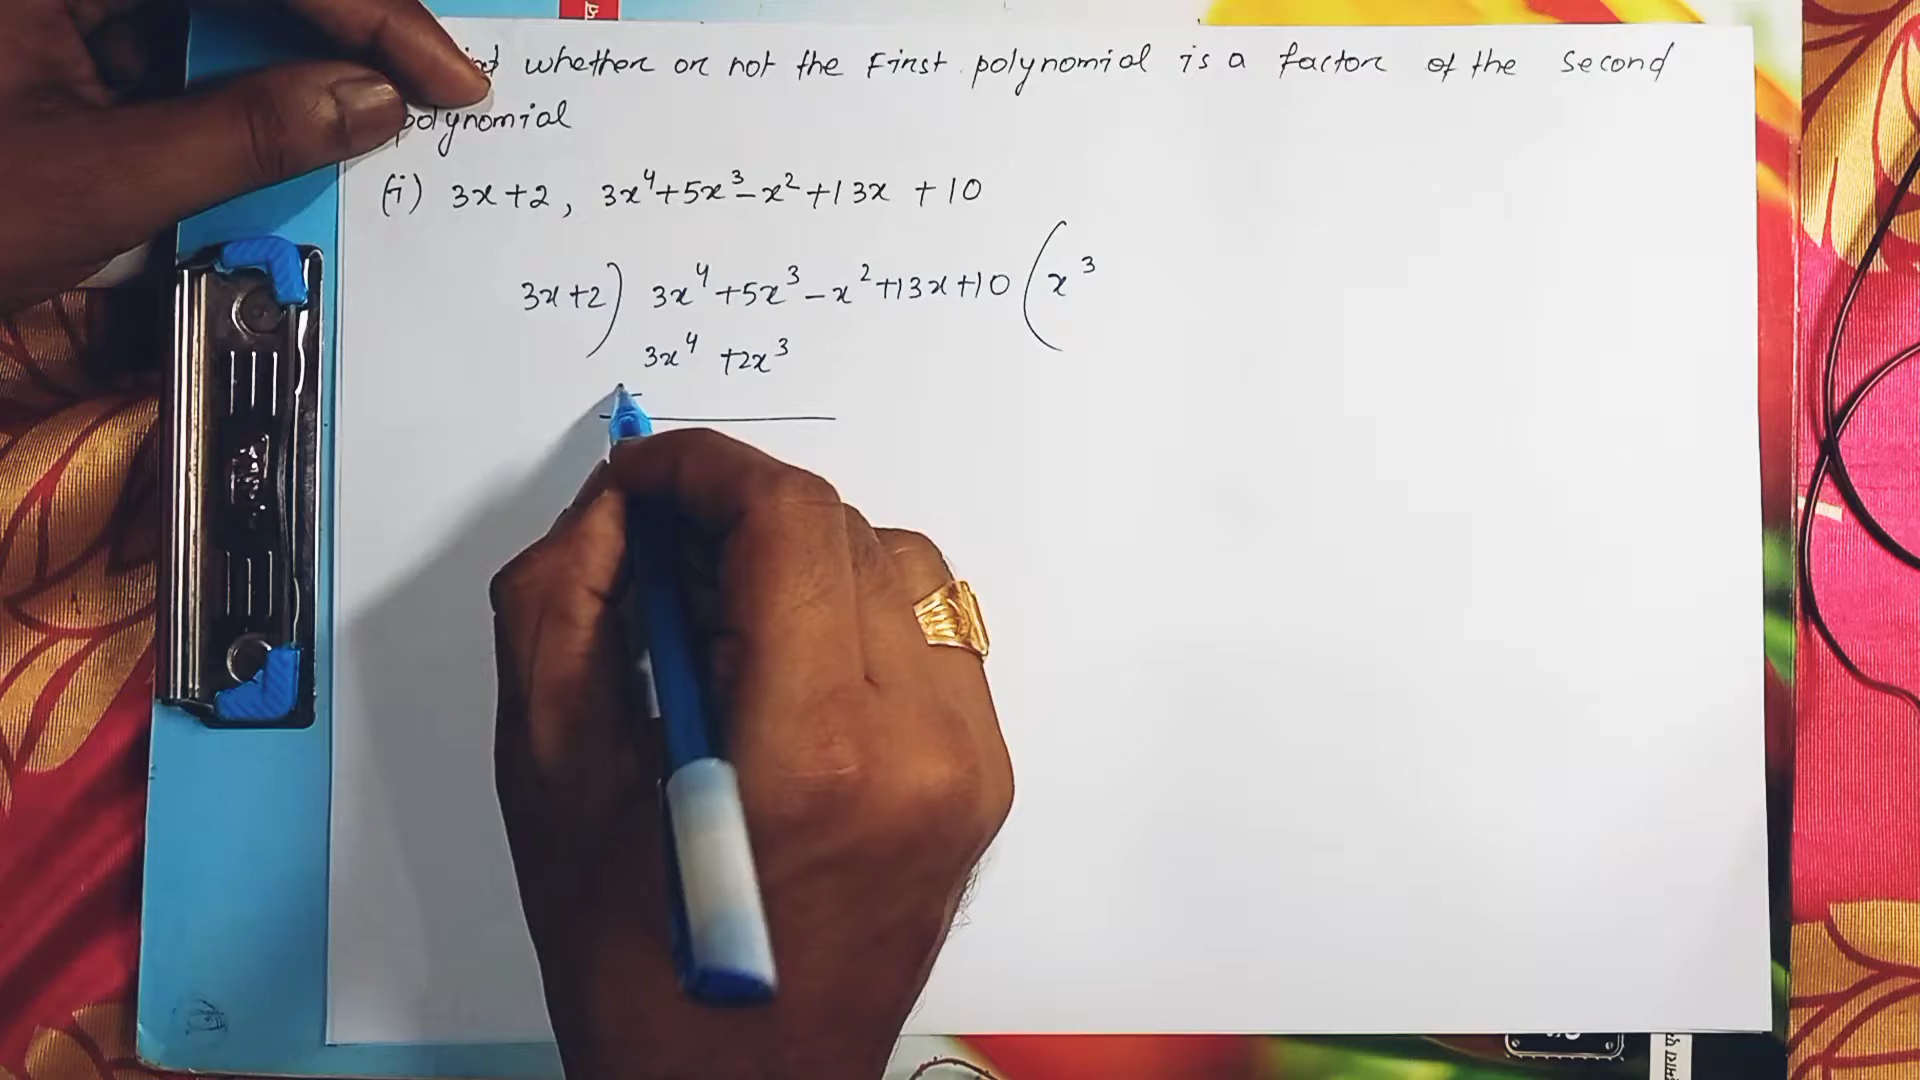 whether or not the First polynomial is a factor of the second
polynomial
(i) 3x+2, 3x⁴+5x³-x²+13x+10
3x+2) 3x⁴+5x³-x²+13x+10 (x³
3x⁴ +2x³